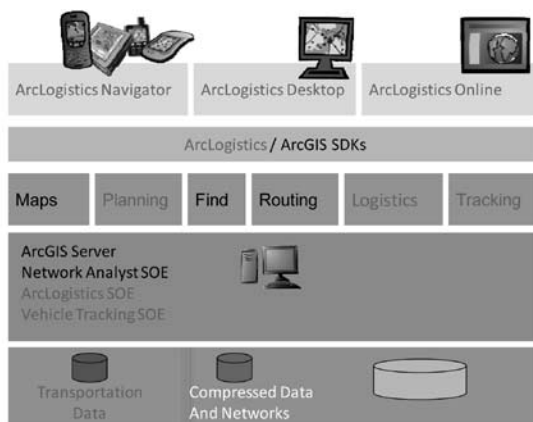 ArcLogistics Navigator
ArcLogistics Desktop
ArcLogistics Online
ArcLogistics / ArcGIS SDKs
Maps
Planning
Find
Routing
Logistics
Tracking
ArcGIS Server
Network Analyst SOE
ArcLogistics SOE
Vehicle Tracking SOE
Transportation
Data
Compressed Data
And Networks